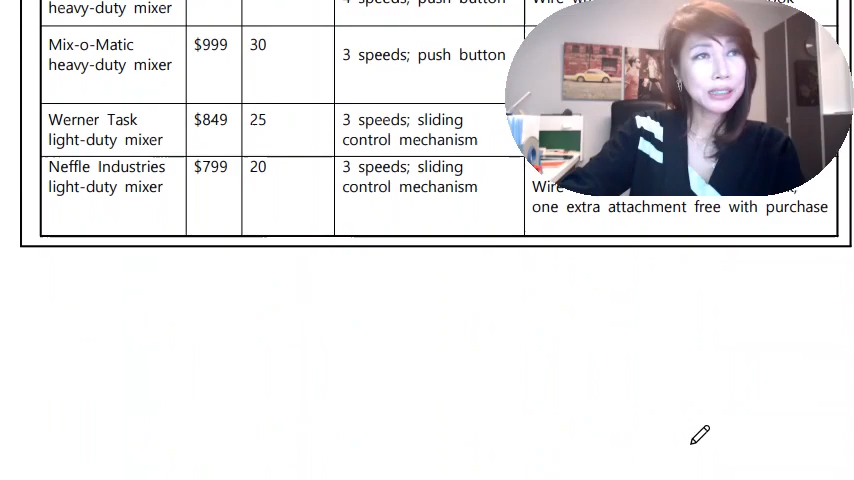 heavy-duty mixer
4 speeds; push button
Mix-o-Matic
heavy-duty mixer
$999
30
3 speeds; push button
Werner Task
light-duty mixer
$849
25
3 speeds; sliding
control mechanism
Neffle Industries
light-duty mixer
$799
20
3 speeds; sliding
control mechanism
Wire
one extra attachment free with purchase